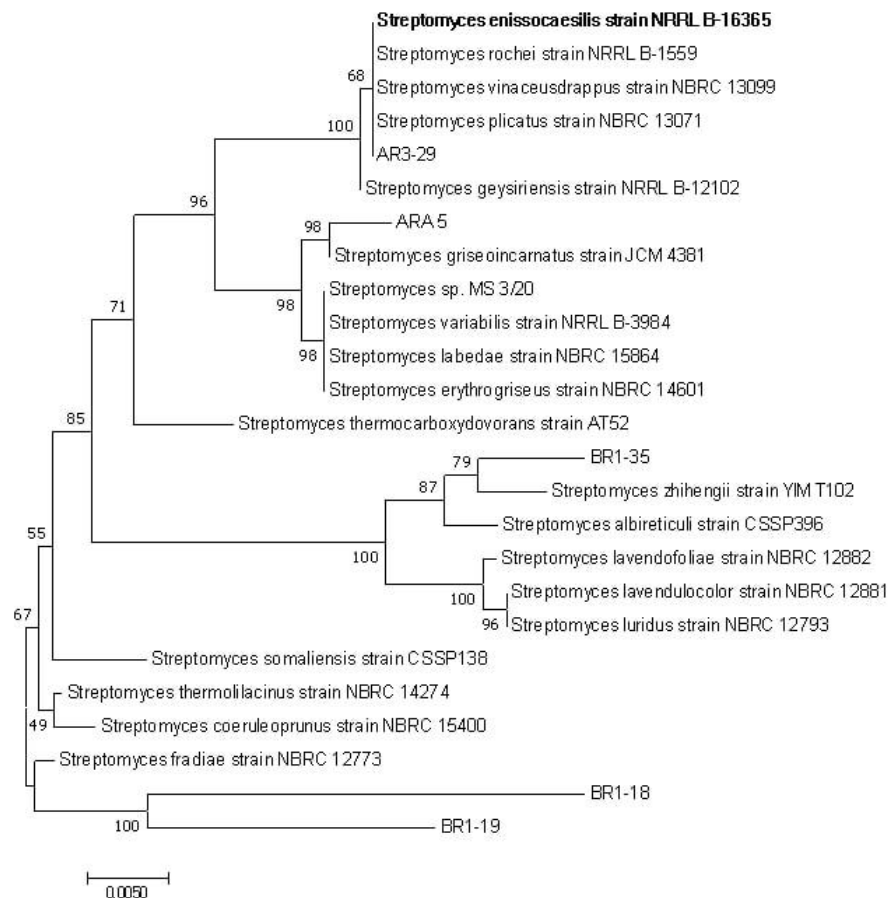 Streptomyces enissocaesilis strain NRRL B-16365
Streptomyces rochei strain NRRL B-1559
68
Streptomyces vinaceusdrappus strain NBRC 13099
Streptomyces plicatus strain NBRC 13071
100
AR3-29
Streptomyces geysiriensis strain NRRL B-12102
96
ARA 5
98
Streptomyces griseoincarnatus strain JCM 4381
Streptomyces sp. MS 3/20
98
71
Streptomyces variabilis strain NRRL B-3984
98
Streptomyces labedae strain NBRC 15864
Streptomyces erythrogriseus strain NBRC 14601
85
Streptomyces thermocarboxydovorans strain AT52
BR1-35
79
87
Streptomyces zhihengii strain YIM T102
Streptomyces albireticuli strain CSSP396
55
100
Streptomyces lavendofoliae strain NBRC 12882
100
Streptomyces lavendulocolor strain NBRC 12881
67
96
Streptomyces luridus strain NBRC 12793
Streptomyces somaliensis strain CSSP138
Streptomyces thermolilacinus strain NBRC 14274
49
Streptomyces coeruleoprunus strain NBRC 15400
Streptomyces fradiae strain NBRC 12773
BR1-18
100
BR1-19
0.0050